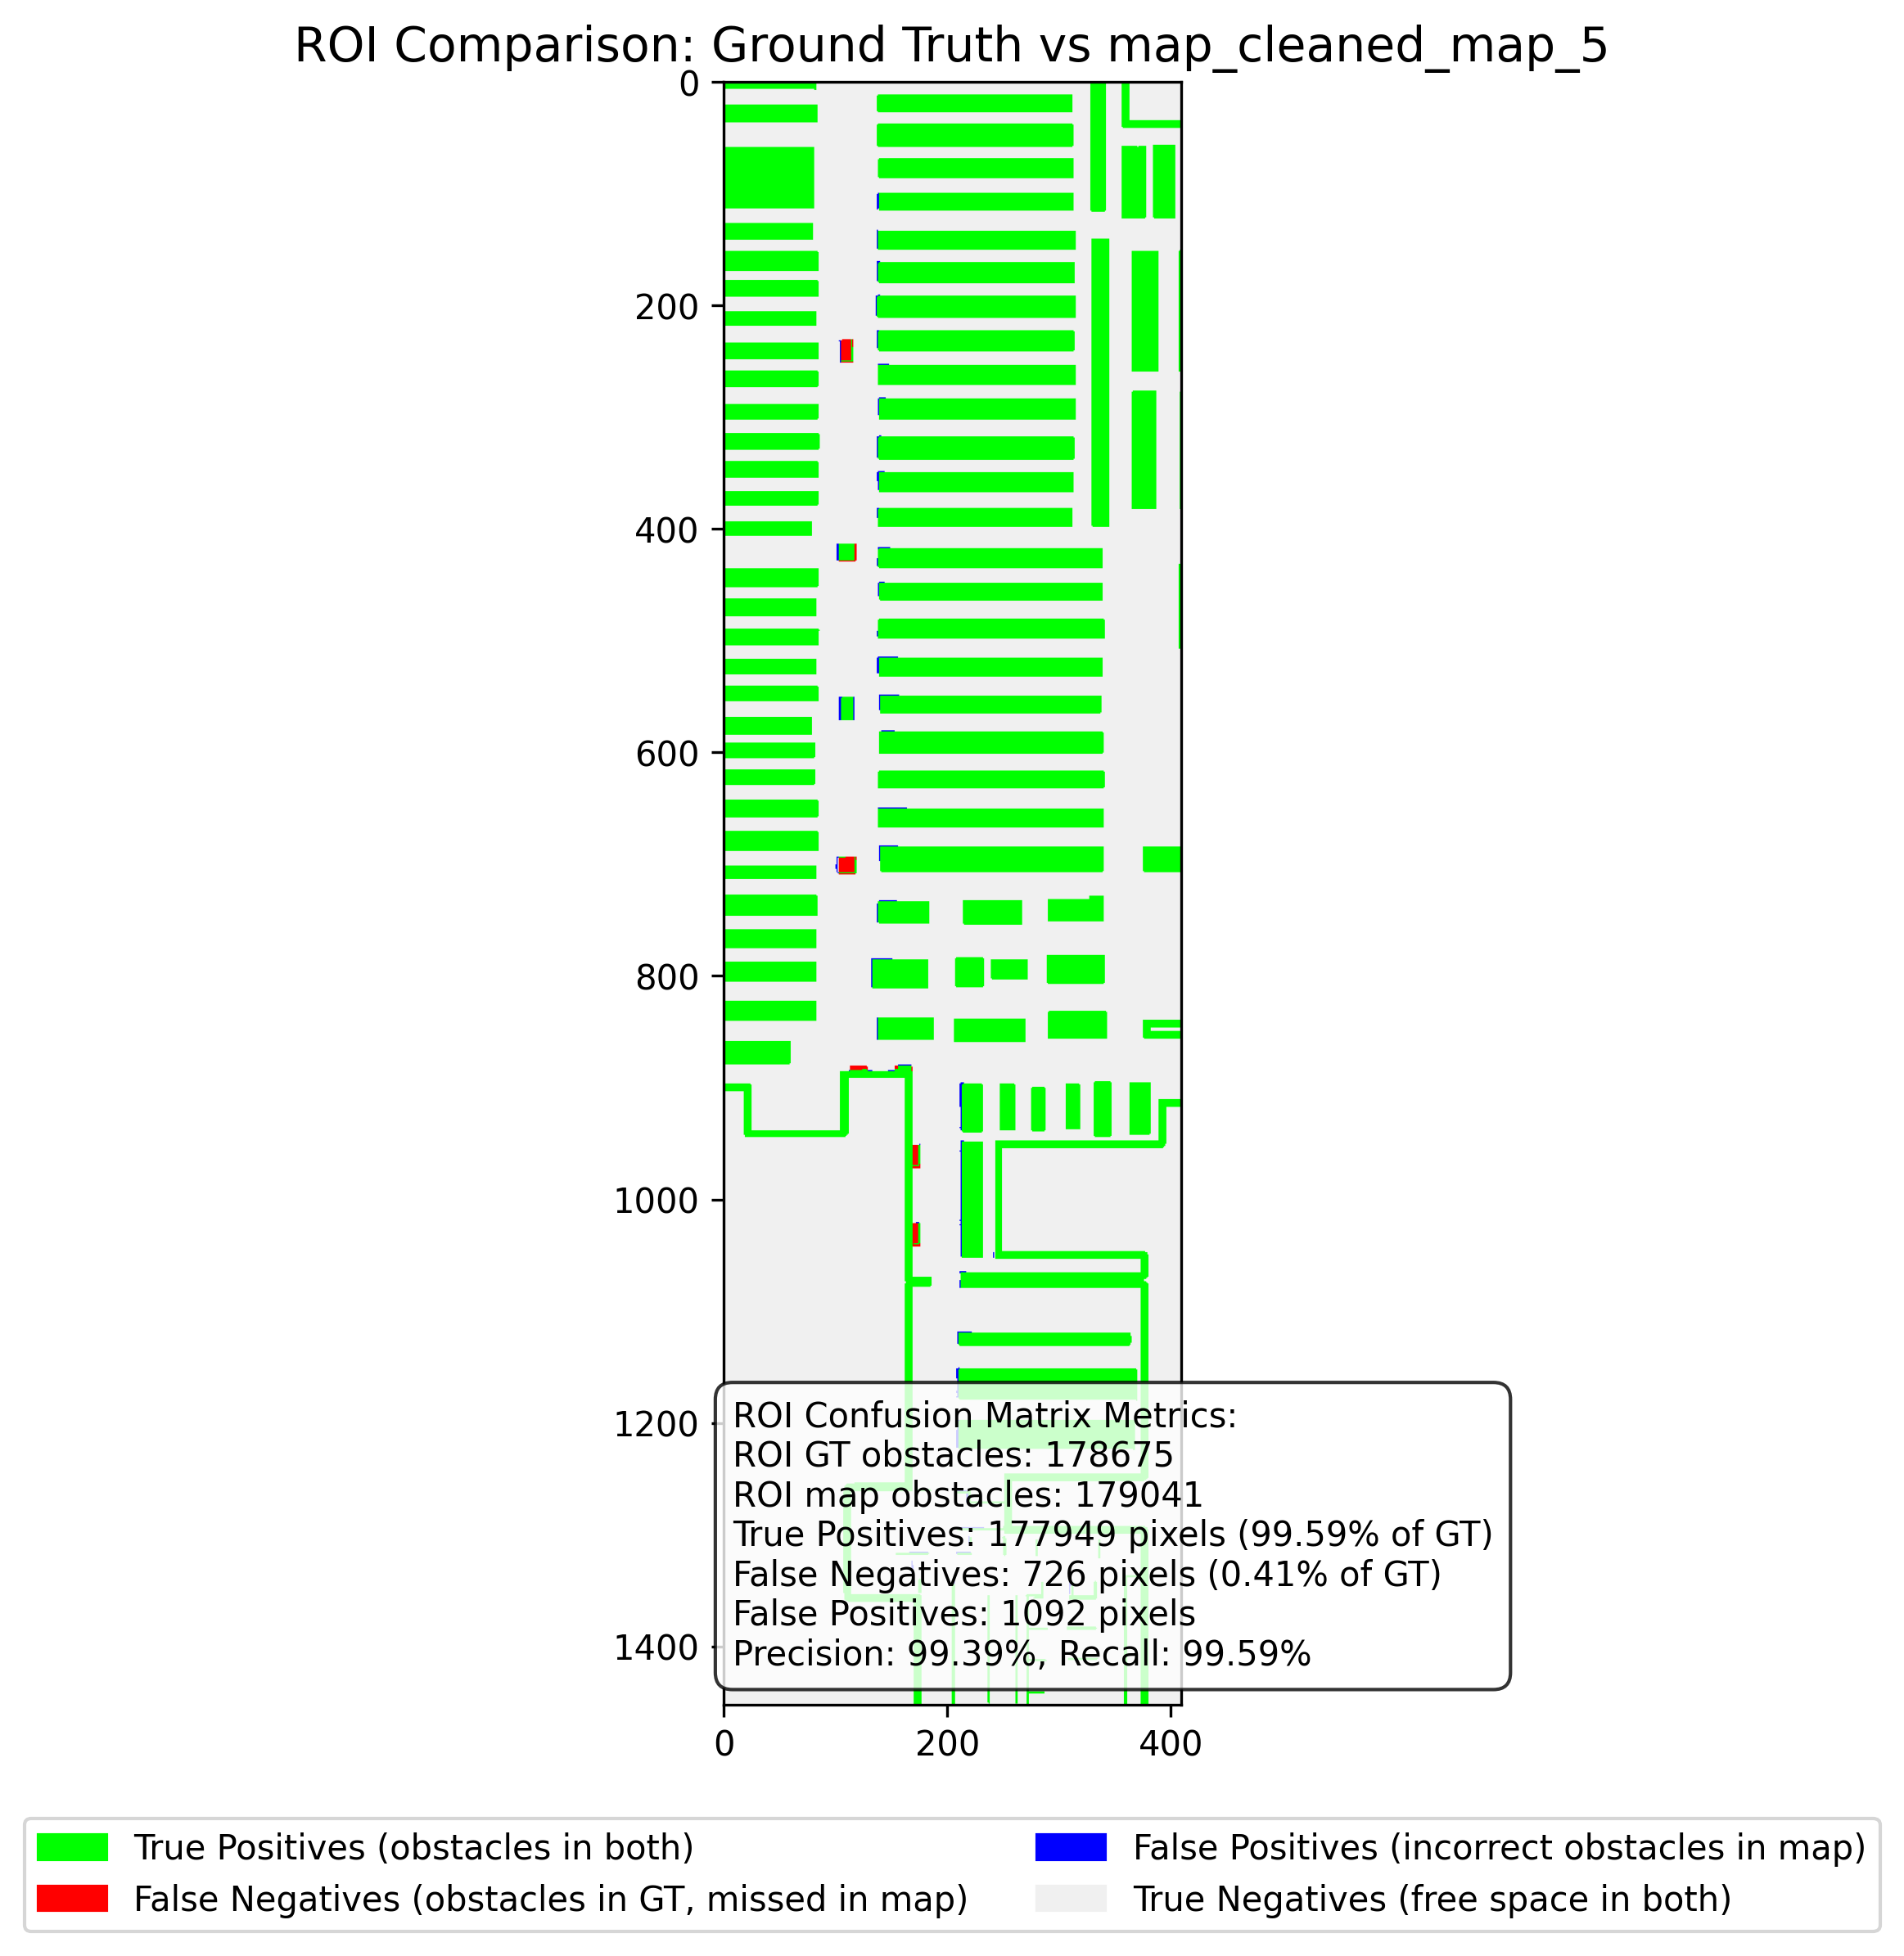 ROI Comparison: Ground Truth vs map_cleaned_map_5
0
200
400
600
800
1000
1200
1400
ROI Confusion Matrix Metrics:
ROI GT obstacles: 178675
ROI map obstacles: 179041
True Positives: 177949 pixels (99.59% of GT)
False Negatives: 726 pixels (0.41% of GT)
False Positives: 1092 pixels
Precision: 99.39%, Recall: 99.59%
0 200 400
True Positives (obstacles in both)
False Negatives (obstacles in GT, missed in map)
False Positives (incorrect obstacles in map)
True Negatives (free space in both)